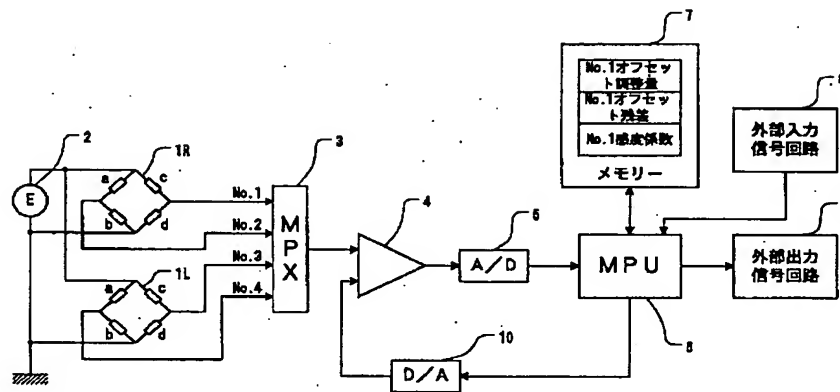 7
No.1オフセッ
ト調整量
No.1オフセッ
ト残差
No.1感度係数
メモリー
外部入力
信号回路
2
1R
3
E
a
c
b
d
No.1
No.2
No.3
No.4
MPX
4
5
A/D
MPU
外部出力
信号回路
1L
a
c
b
d
10
D/A
6